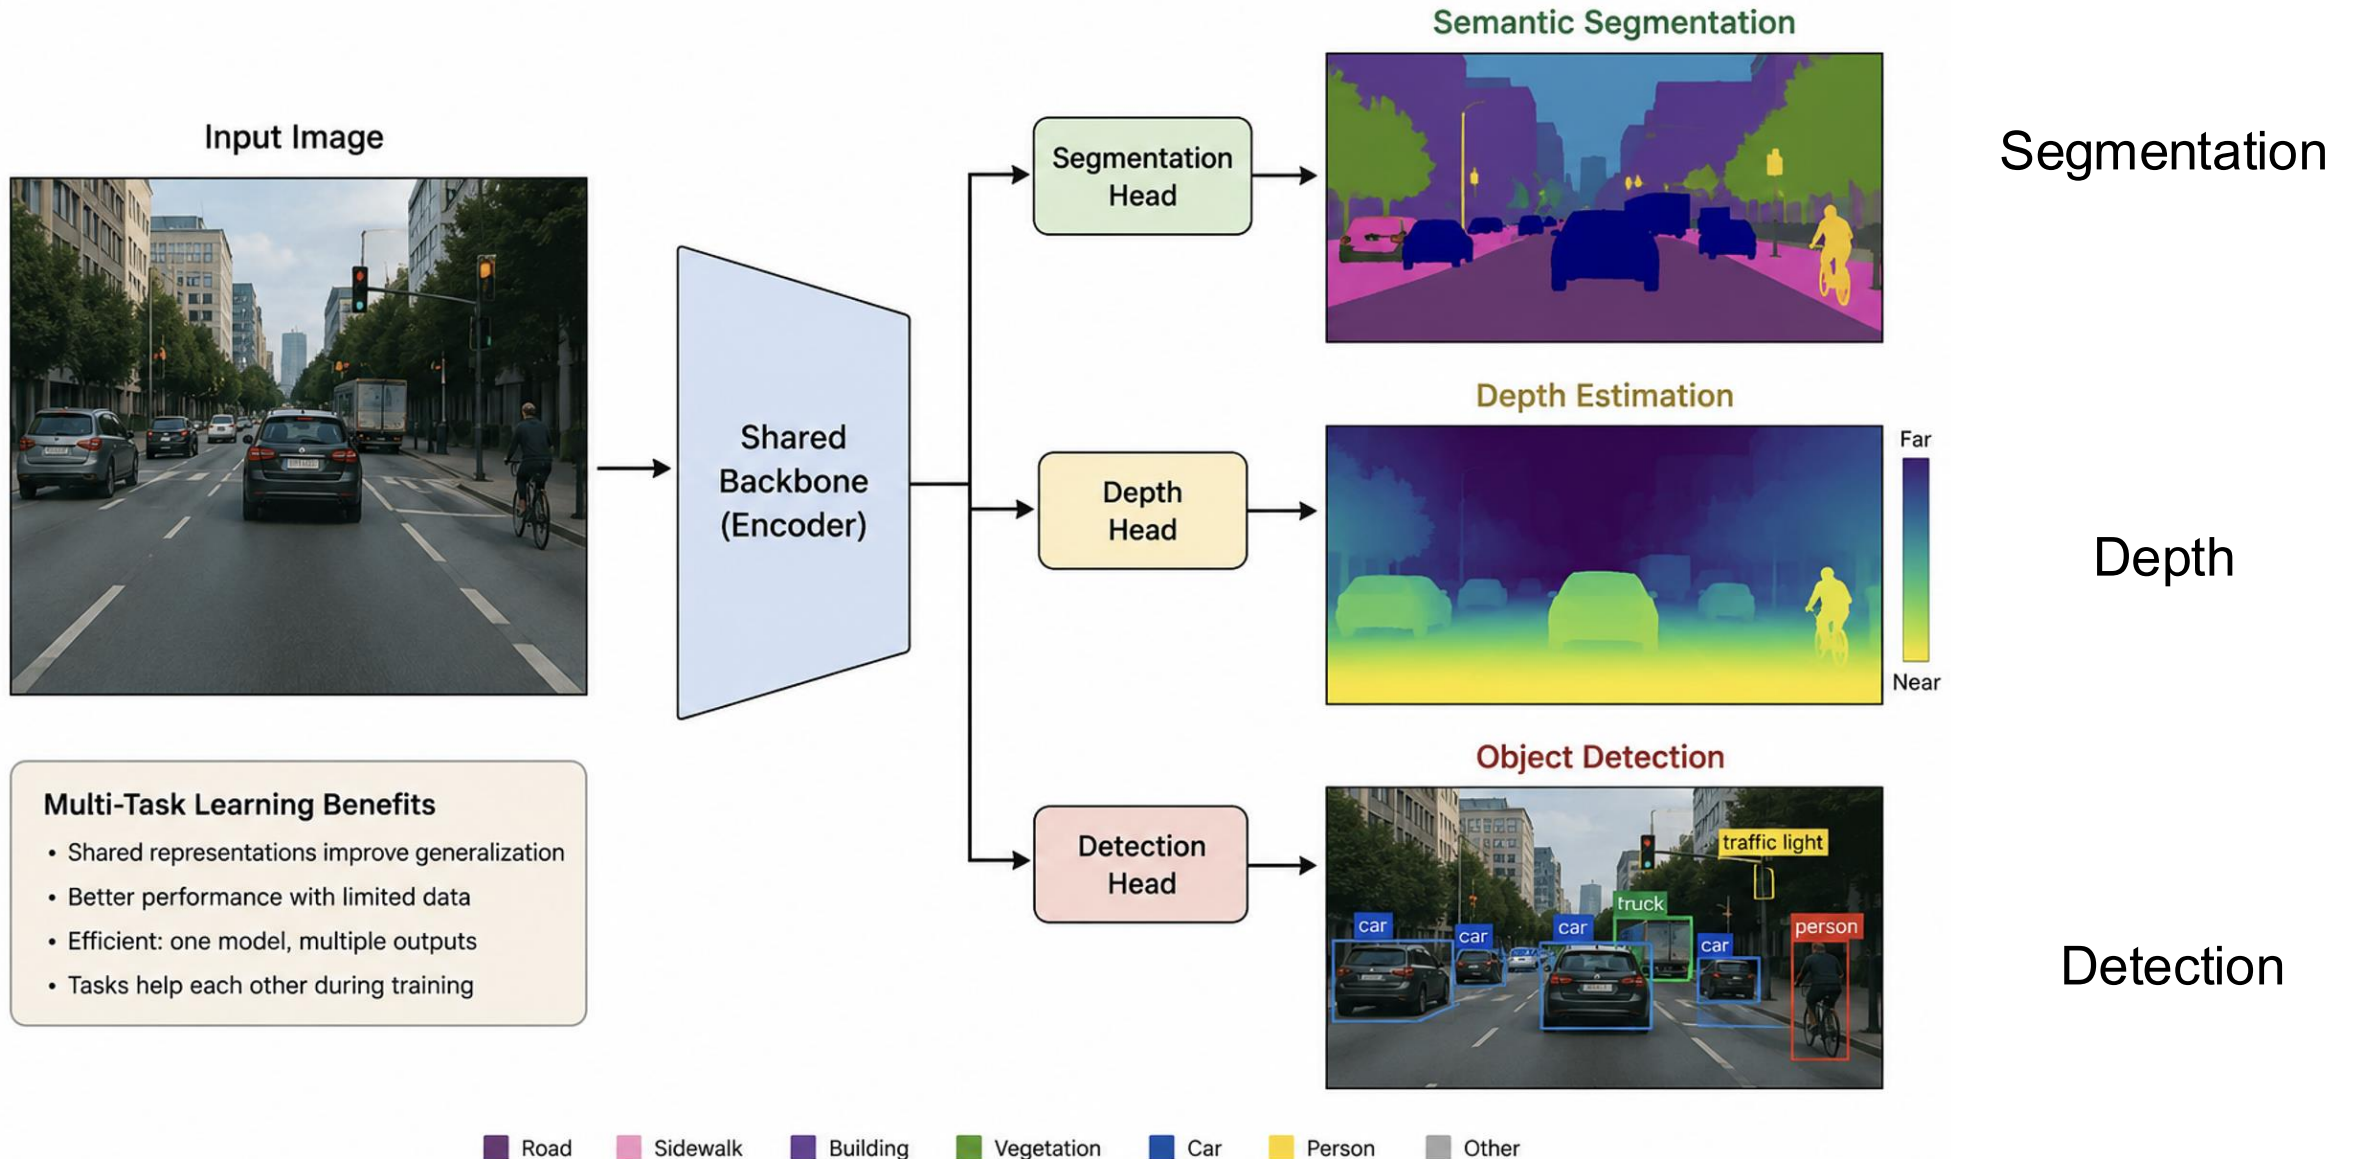 Input Image
Multi-Task Learning Benefits
• Shared representations improve generalization
• Better performance with limited data
• Efficient: one model, multiple outputs
• Tasks help each other during training
Shared
Backbone
(Encoder)
Segmentation
Head
Depth
Head
Detection
Head
Semantic Segmentation
Segmentation
Depth Estimation
Far
Near
Depth
Object Detection
traffic light
truck
car
car
car
car
person
Detection
Road
Sidewalk
Building
Vegetation
Car
Person
Other